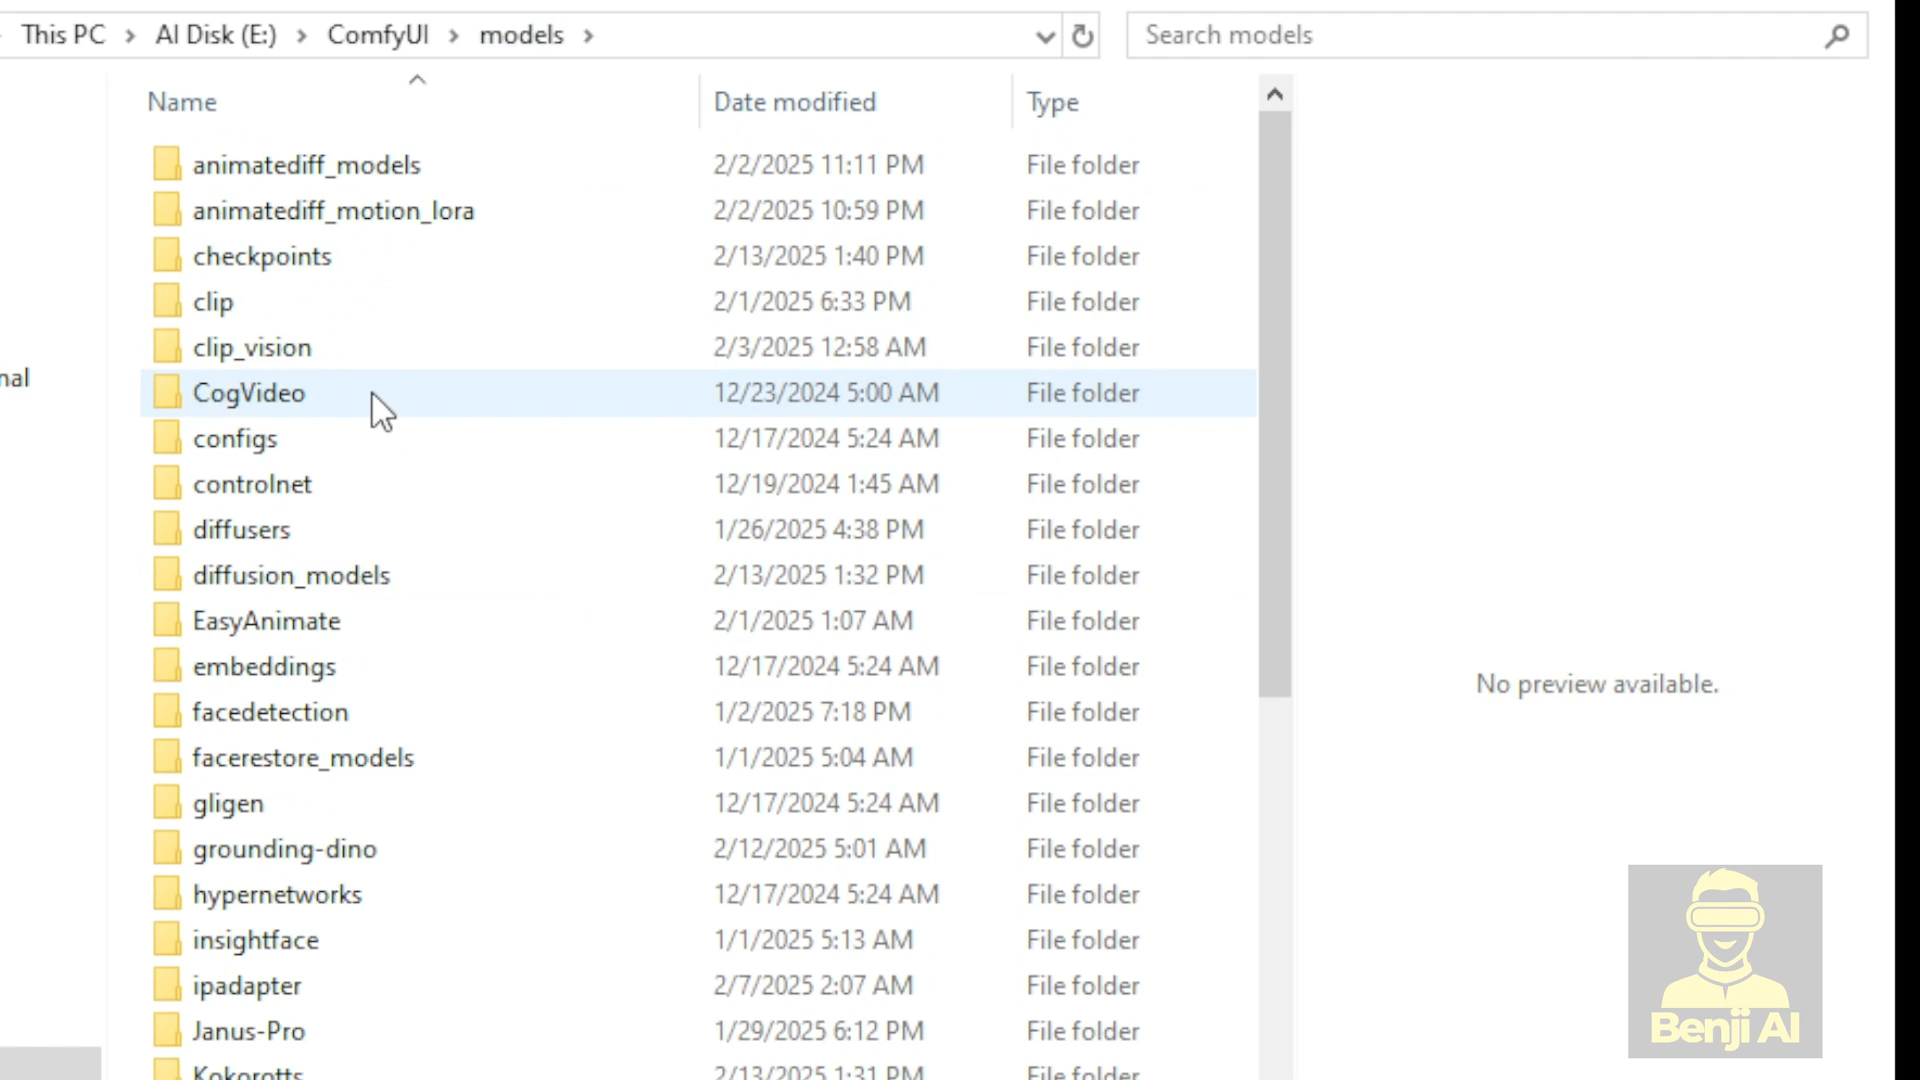 This PC > AI Disk (E:) > ComfyUI > models >
Search models
Name Date modified Type
animatediff_models 2/2/2025 11:11 PM File folder
animatediff_motion_lora 2/2/2025 10:59 PM File folder
checkpoints 2/13/2025 1:40 PM File folder
clip 2/1/2025 6:33 PM File folder
clip_vision 2/3/2025 12:58 AM File folder
nal
CogVideo 12/23/2024 5:00 AM File folder
configs 12/17/2024 5:24 AM File folder
controlnet 12/19/2024 1:45 AM File folder
diffusers 1/26/2025 4:38 PM File folder
diffusion_models 2/13/2025 1:32 PM File folder
EasyAnimate 2/1/2025 1:07 AM File folder
embeddings 12/17/2024 5:24 AM File folder
No preview available.
facedetection 1/2/2025 7:18 PM File folder
facerestore_models 1/1/2025 5:04 AM File folder
gligen 12/17/2024 5:24 AM File folder
grounding-dino 2/12/2025 5:01 AM File folder
hypernetworks 12/17/2024 5:24 AM File folder
insightface 1/1/2025 5:13 AM File folder
ipadapter 2/7/2025 2:07 AM File folder
Janus-Pro 1/29/2025 6:12 PM File folder
Kokorotts 2/13/2025 1:31 PM File folder
Benji AI